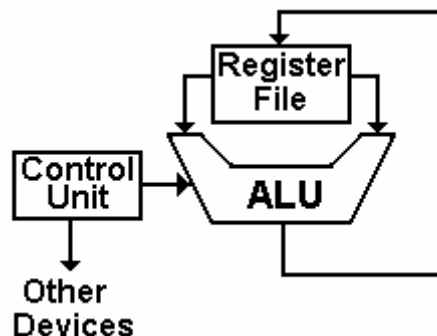 Register
File
Control
Unit
ALU
Other
Devices